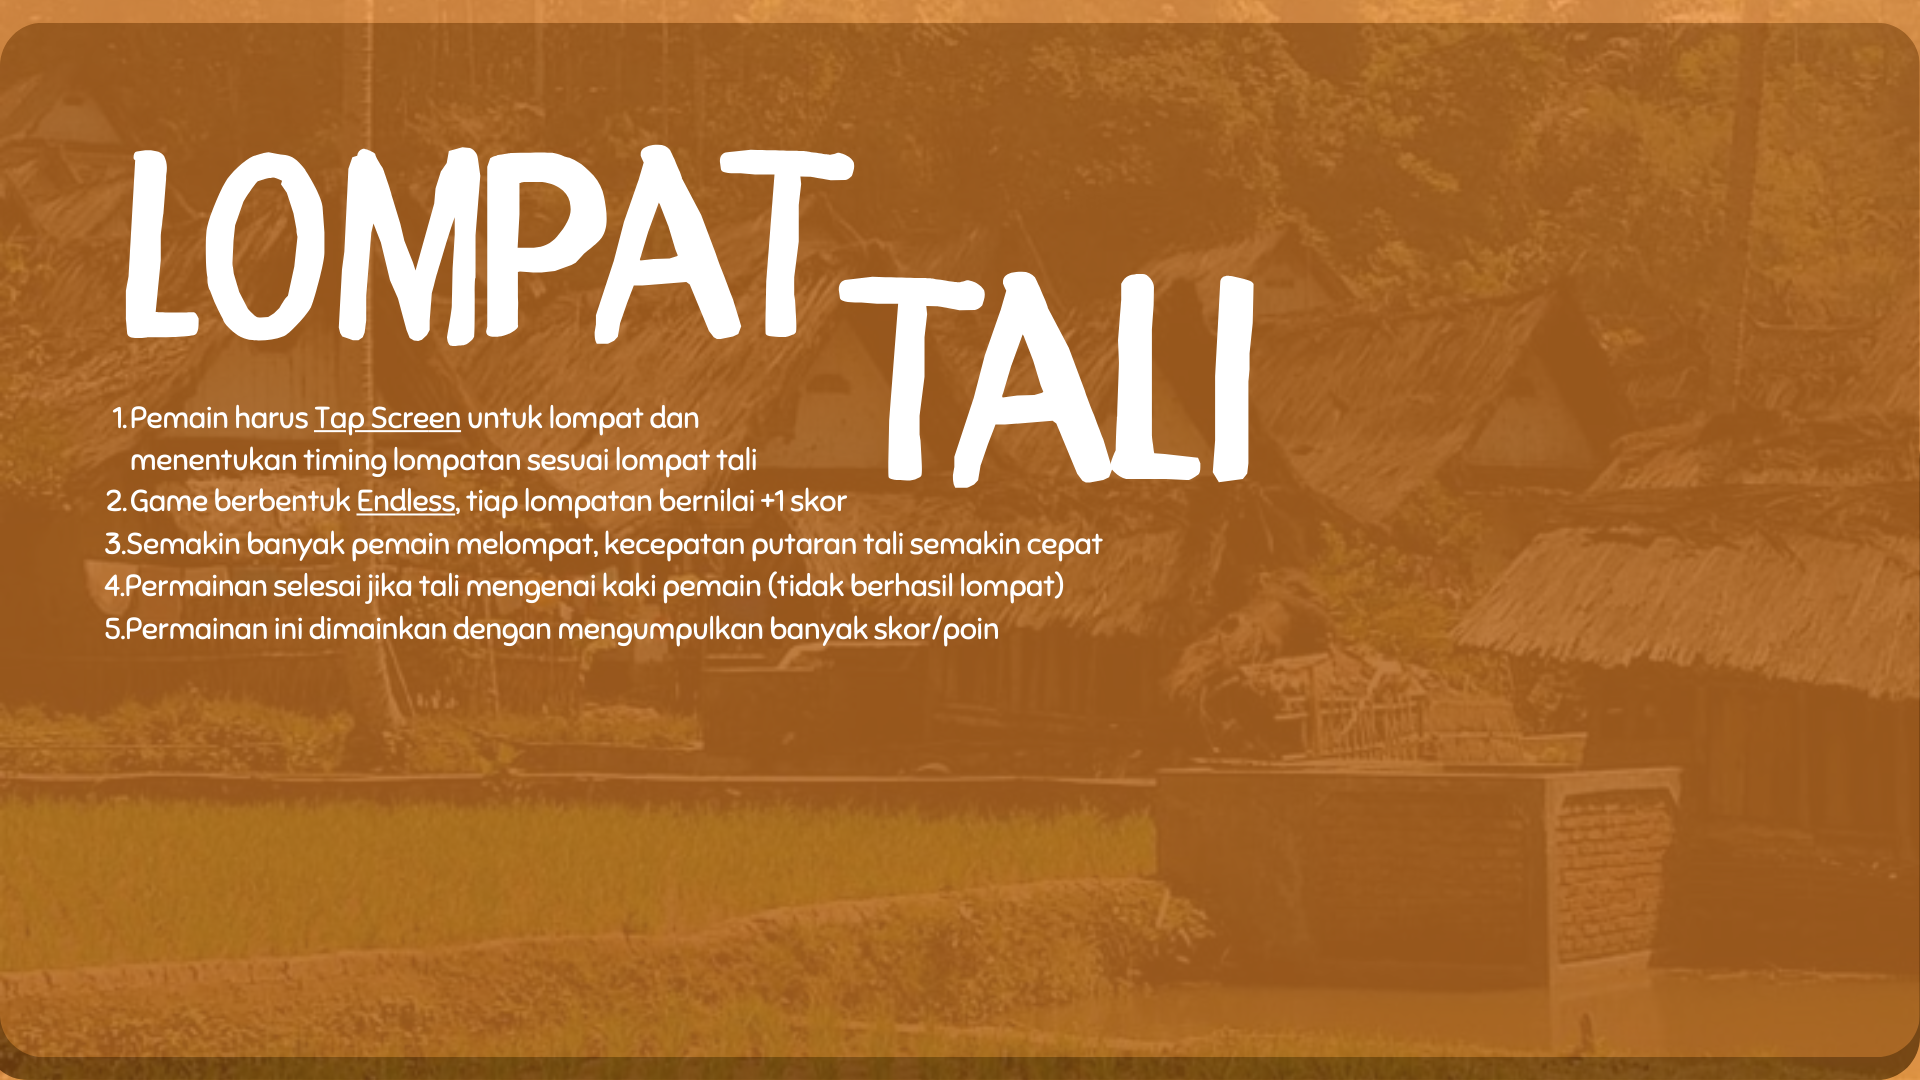 LOMPAT
TALI
1.Pemain harus Tap Screen untuk lompat dan
menentukan timing lompatan sesuai lompat tali
2.Game berbentuk Endless, tiap lompatan bernilai +1 skor
3.Semakin banyak pemain melompat, kecepatan putaran tali semakin cepat
4.Permainan selesai jika tali mengenai kaki pemain (tidak berhasil lompat)
5.Permainan ini dimainkan dengan mengumpulkan banyak skor/poin